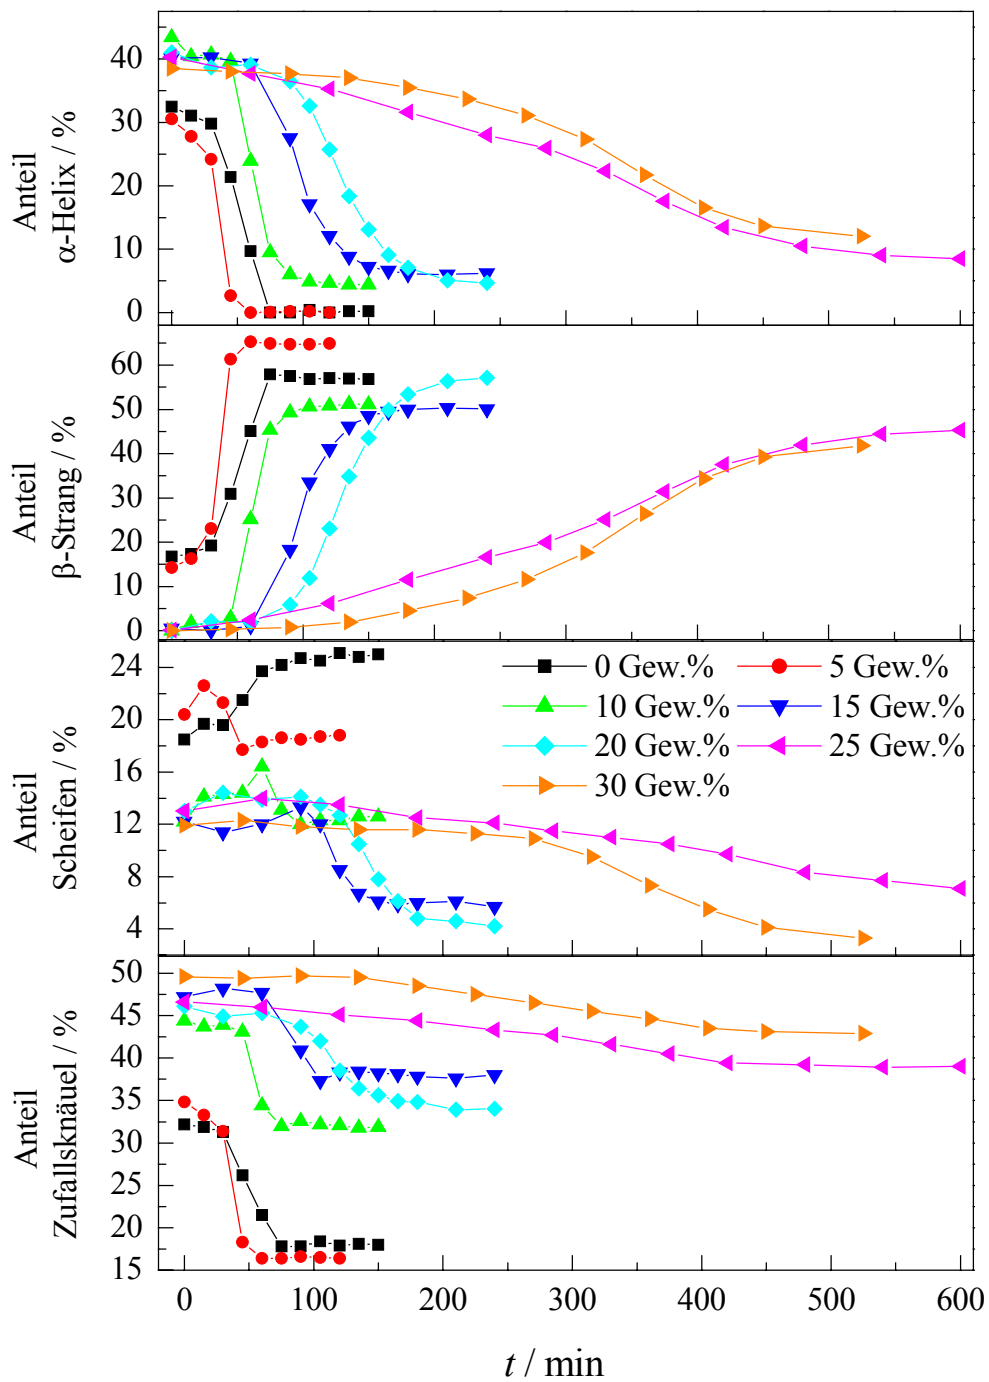 Anteil
α-Helix / %
40
30
20
10
0
Anteil
β-Strang / %
60
50
40
30
20
10
0
Anteil
Scheifen / %
24
20
16
12
8
4
0 Gew.% 5 Gew.%
10 Gew.% 15 Gew.%
20 Gew.% 25 Gew.%
30 Gew.%
Anteil
Zufallsknäuel / %
50
45
40
35
30
25
20
15
0 100 200 300 400 500 600
t / min